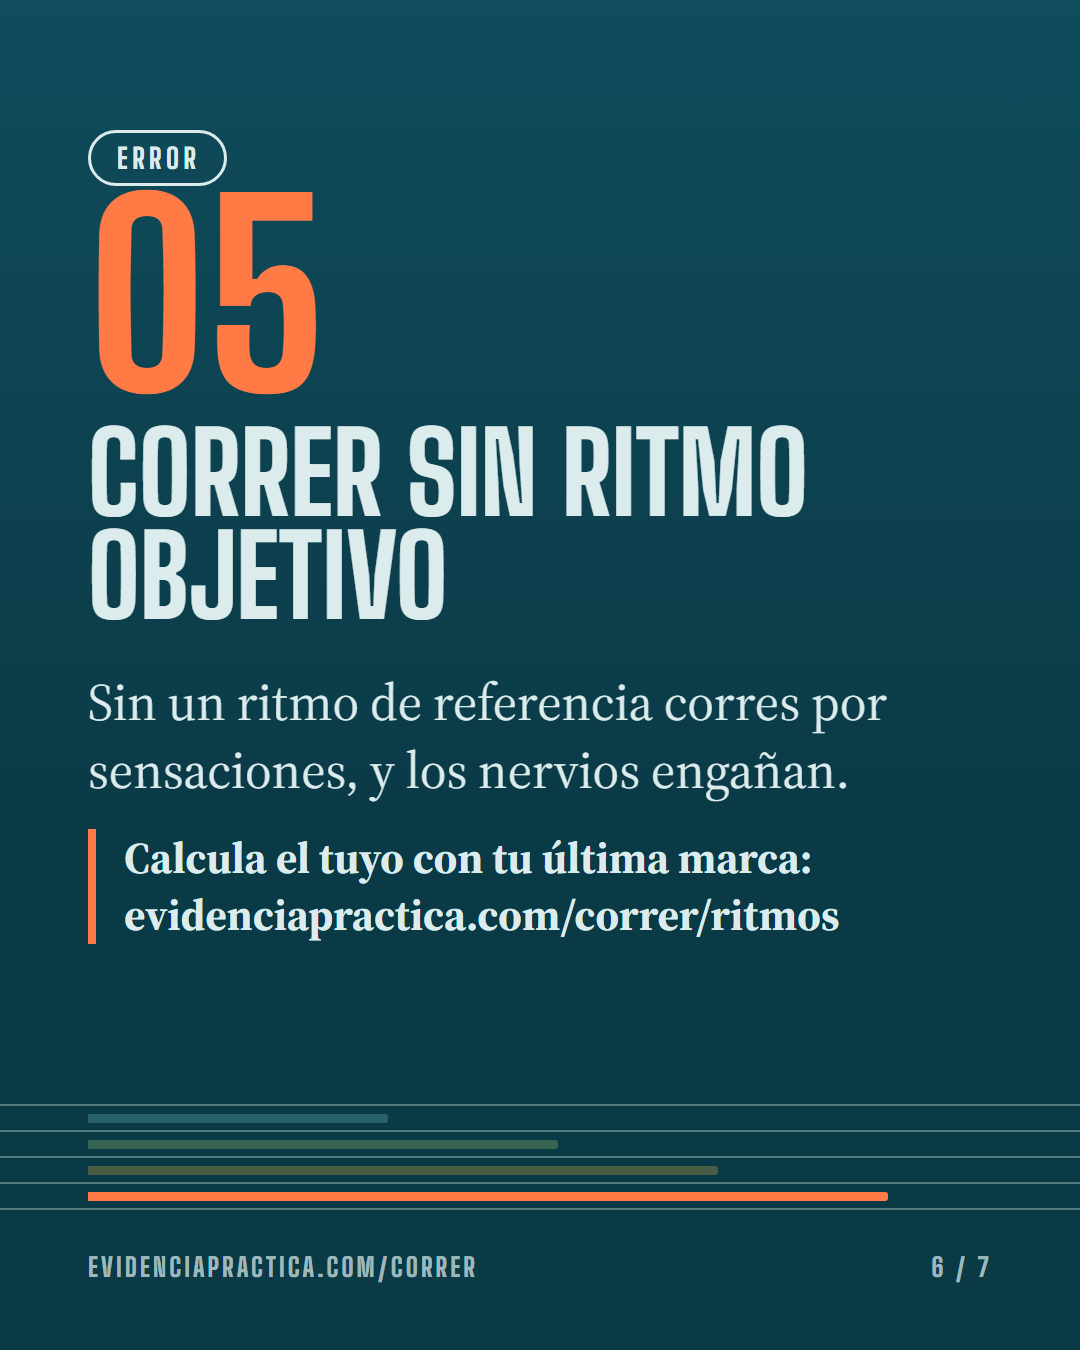 ERROR
05
CORRER SIN RITMO
OBJETIVO
Sin un ritmo de referencia corres por
sensaciones, y los nervios engañan.
Calcula el tuyo con tu última marca:
evidenciapractica.com/correr/ritmos
EVIDENCIAPRACTICA.COM/CORRER
6 / 7